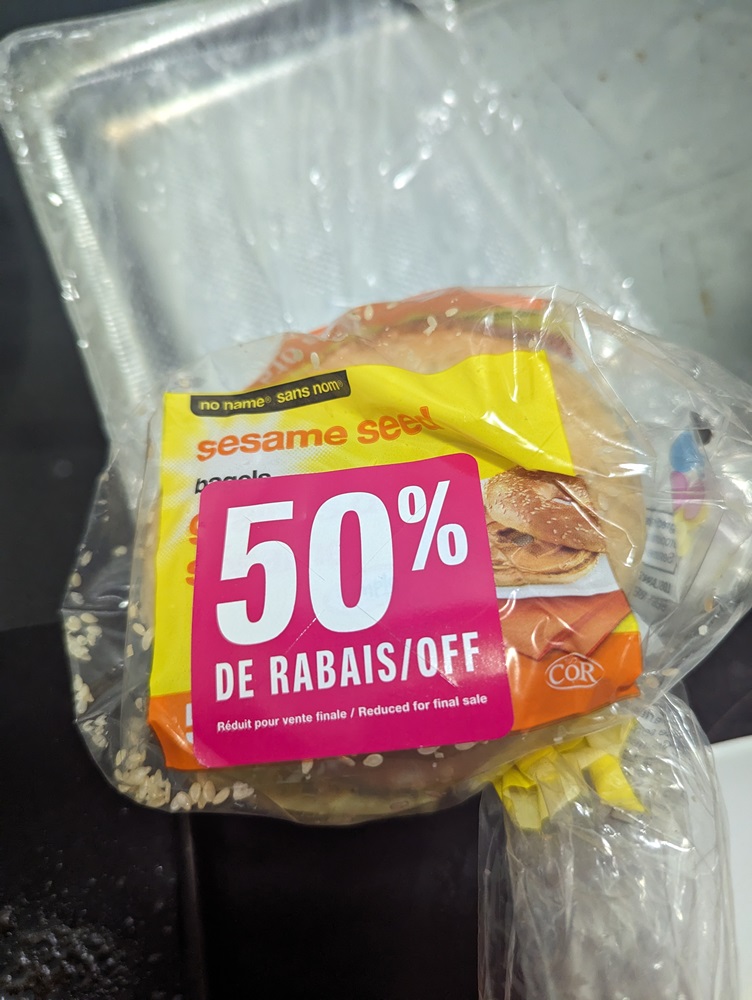 no name® sans nom®
sesame seed
bagels
50%
DE RABAIS/OFF
Réduit pour vente finale / Reduced for final sale
COR